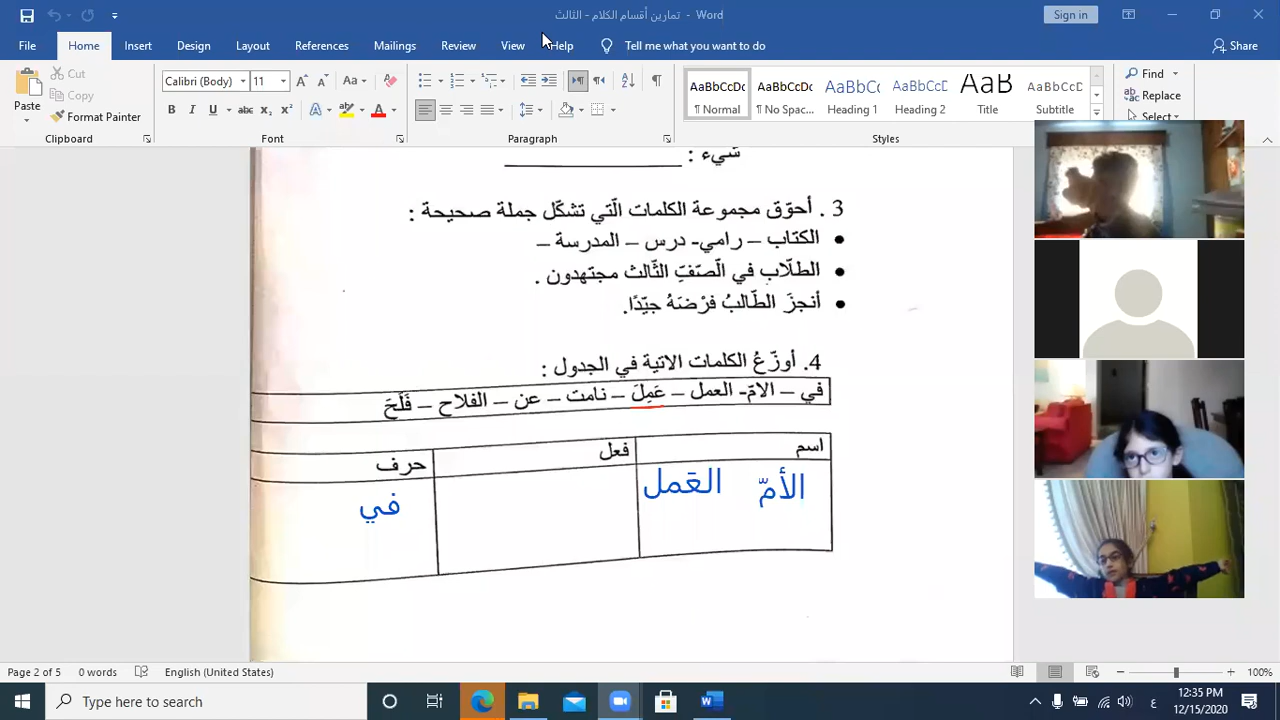 تمارين أقسام الكلام - الثالث - Word
Sign in
File Home Insert Design Layout References Mailings Review View Help Tell me what you want to do Share
Paste
Cut
Copy
Format Painter
Calibri (Body) 11
AaBbCcDc AaBbCcDc AaBbCc AaBbCcC AaB AaBbCcDc
¶ Normal ¶ No Spac... Heading 1 Heading 2 Title Subtitle
Find
Replace
Select
Clipboard Font Paragraph Styles
شيء : ____________
3 . أحوّق مجموعة الكلمات الّتي تشكّل جملة صحيحة :
• الكتاب – رامي- درس – المدرسة –
• الطلّاب في الّصّفِ الثّالث مجتهدون .
• أنجزَ الطّالبُ فرْضَهُ جيّدًا.
4. أوزّعُ الكلمات الاتية في الجدول :
في – الامّ- العمل – عَمِلَ – نامت – عن – الفلاح – فَلَّحَ
اسم فعل حرف
الأمّ العَمل في
Page 2 of 5 0 words English (United States) 100%
Type here to search
ع
12:35 PM
12/15/2020